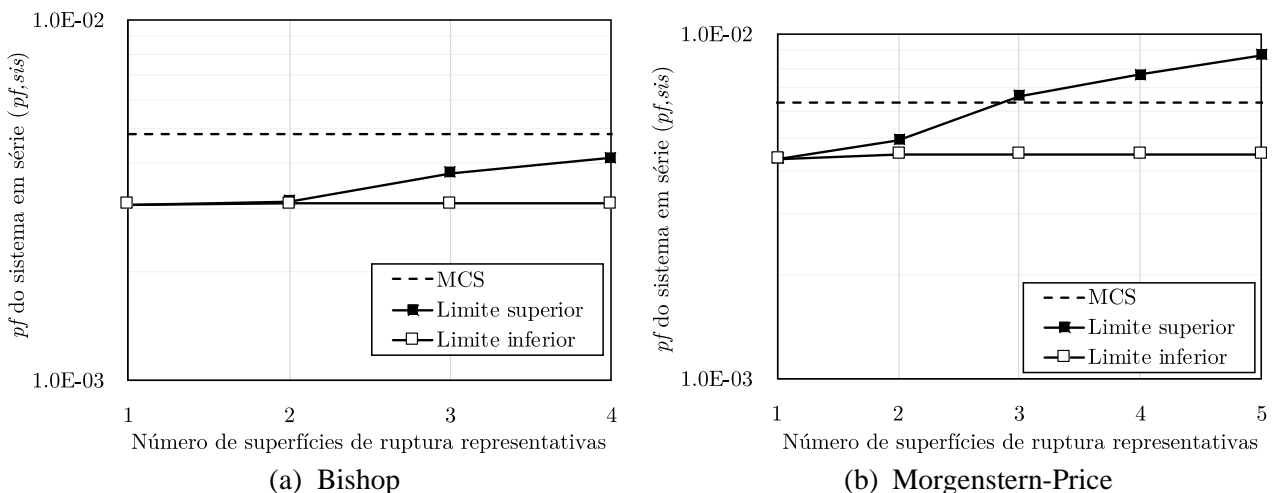 1.0E-02
1.0E-03
pf do sistema em série (pf,sis)
MCS
Limite superior
Limite inferior
1 2 3 4
Número de superfícies de ruptura representativas
(a) Bishop
1.0E-02
1.0E-03
pf do sistema em série (pf,sis)
MCS
Limite superior
Limite inferior
1 2 3 4 5
Número de superfícies de ruptura representativas
(b) Morgenstern-Price